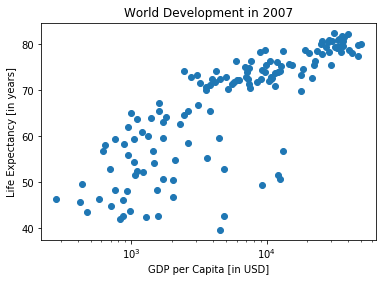 World Development in 2007
Life Expectancy [in years]
80
70
60
50
40
10³
10⁴
GDP per Capita [in USD]